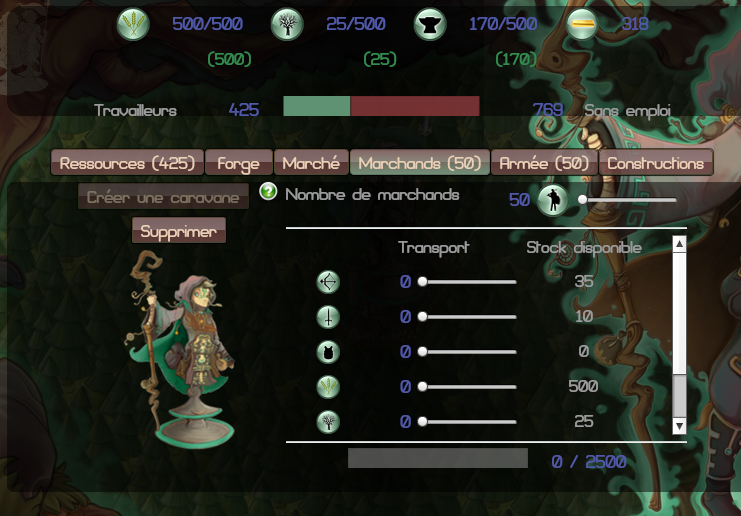 500/500 25/500 170/500 318
(500) (25) (170)
Travailleurs 425 769 Sans emploi
Ressources (425) Forge Marché Marchands (50) Armée (50) Constructions
Créer une caravane ? Nombre de marchands 50
Supprimer
Transport Stock disponible
0 35
0 10
0 0
0 500
0 25
0 / 2500